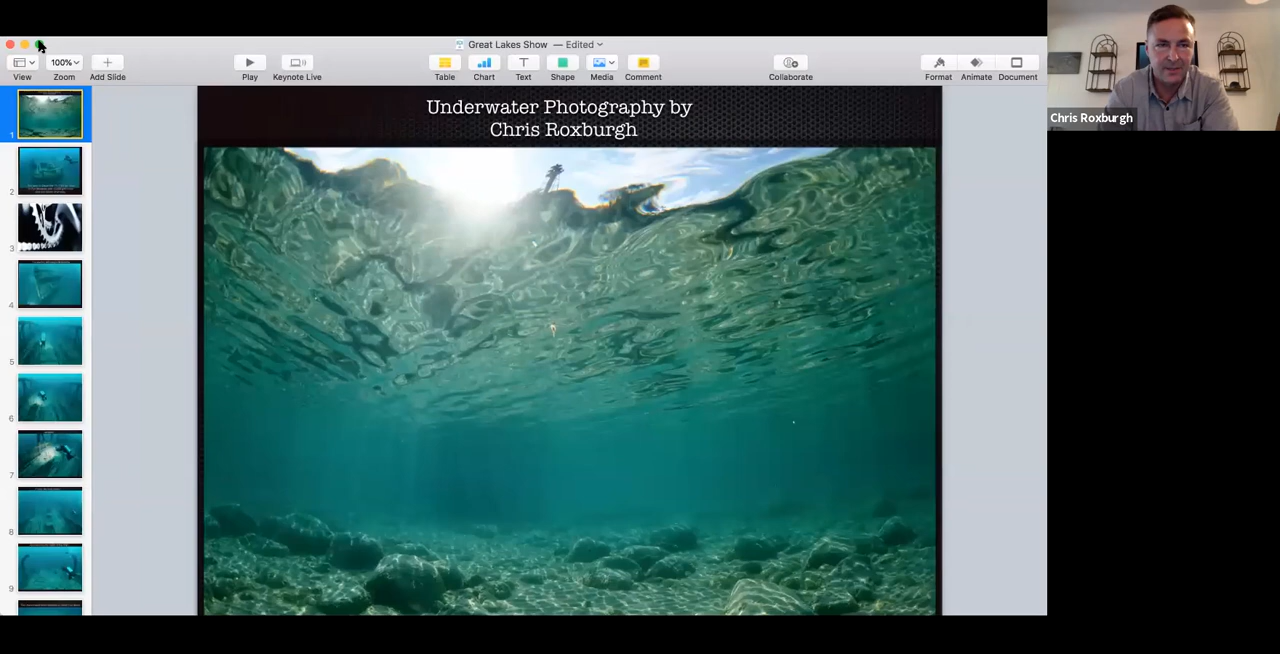 Great Lakes Show — Edited
View
100%
Zoom
Add Slide
Play
Keynote Live
Table
Chart
Text
Shape
Media
Comment
Collaborate
Format
Animate
Document
Underwater Photography by
Chris Roxburgh
1
2
3
4
5
6
7
8
9
Chris Roxburgh